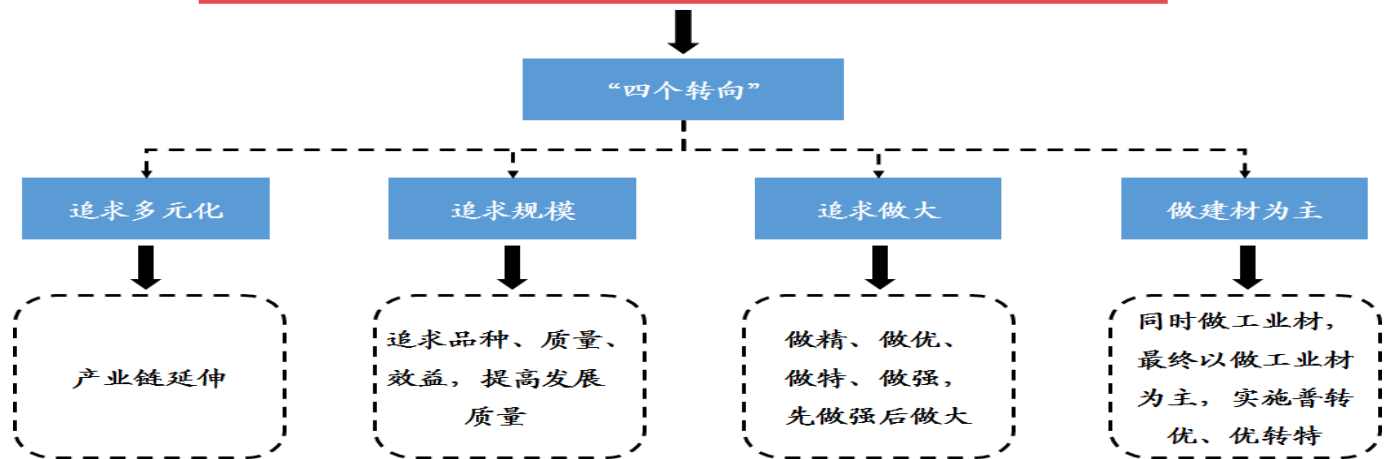 “四个转向”
追求多元化
追求规模
追求做大
做建材为主
产业链延伸
追求品种、质量、
效益，提高发展
质量
做精、做优、
做特、做强，
先做强后做大
同时做工业材，
最终以做工业材
为主，实施普转
优、优转特